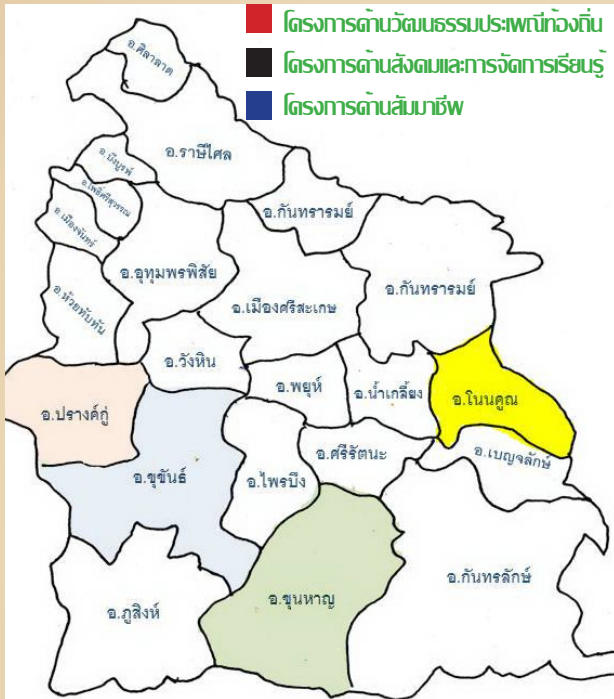 โครงการด้านวัฒนธรรมประเพณีท้องถิ่น
โครงการด้านสังคมและการจัดการเรียนรู้
โครงการด้านสัมมาชีพ
อ.ศิลาลาด
อ.ราษีไศล
อ.บึงบูรพ์
อ.โพธิ์ศรีสุวรรณ
อ.เมืองจันทร์
อ.กันทรารมย์
อ.อุทุมพรพิสัย
อ.กันทรารมย์
อ.ห้วยทับทัน
อ.เมืองศรีสะเกษ
อ.วังหิน
อ.พยุห์
อ.น้ำเกลี้ยง
อ.โนนคูณ
อ.ปรางค์กู่
อ.ขุขันธ์
อ.ไพรบึง
อ.ศรีรัตนะ
อ.เบญจลักษ์
อ.กันทรลักษ์
อ.ภูสิงห์
อ.ขุนหาญ